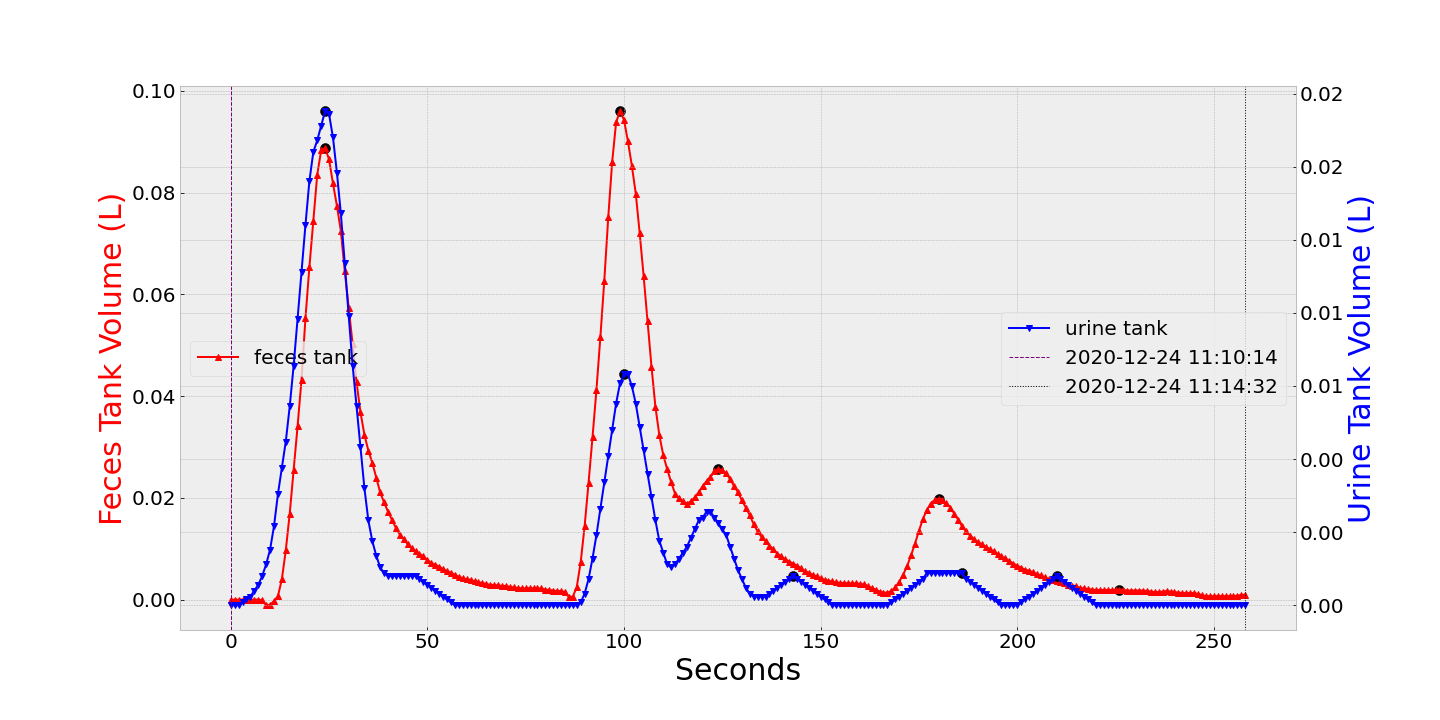 Feces Tank Volume (L)
0.10
0.08
0.06
0.04
0.02
0.00
feces tank
urine tank
2020-12-24 11:10:14
2020-12-24 11:14:32
0.02
0.02
0.01
0.01
0.01
0.00
0.00
0.00
Urine Tank Volume (L)
0 50 100 150 200 250
Seconds